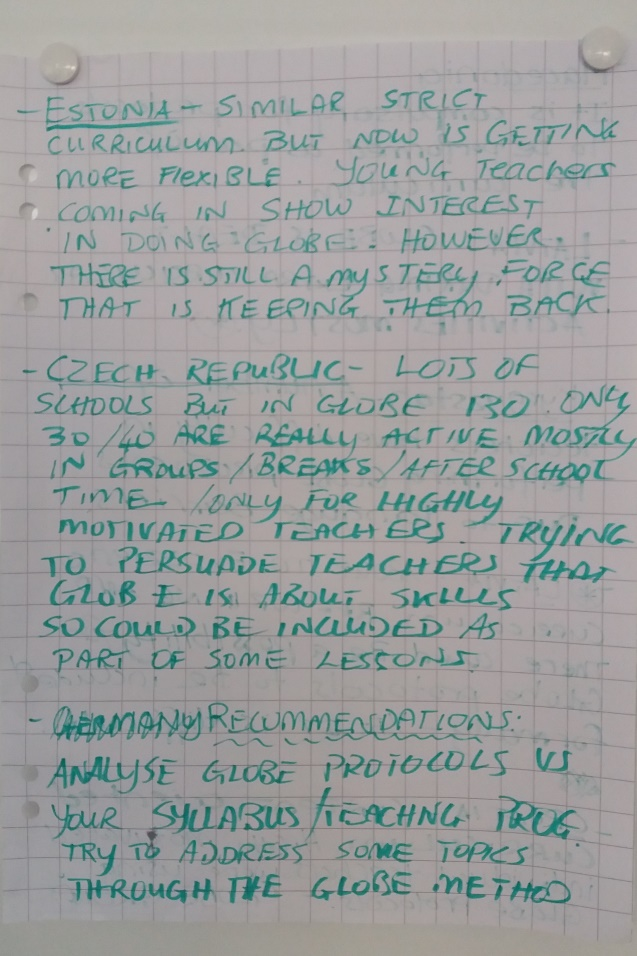 - ESTONIA - SIMILAR, STRICT
CURRICULUM. BUT NOW IS GETTING
MORE FLEXIBLE. YOUNG Teachers
COMING IN SHOW INTEREST
IN DOING GLOBE. HOWEVER.
THERE IS STILL A MYSTERY FORCE
THAT IS KEEPING THEM BACK.
- CZECH. REPUBLIC - LOTS OF
SCHOOLS BUT IN GLOBE 130. ONLY
30/40 ARE REALLY ACTIVE MOSTLY
IN GROUPS/BREAKS/AFTER SCHOOL
TIME /ONLY FOR HIGHLY
MOTIVATED TEACHERS. TRYING
TO PERSUADE TEACHERS THAT
GLOBE IS ABOUT SKILLS
SO COULD BE INCLUDED AS
PART OF SOME LESSONS.
- GERMANY RECOMMENDATIONS:
ANALYSE GLOBE PROTOCOLS VS
YOUR SYLLABUS/TEACHNG. PROG.
TRY TO ADDRESS SOME TOPICS
THROUGH THE GLOBE METHOD